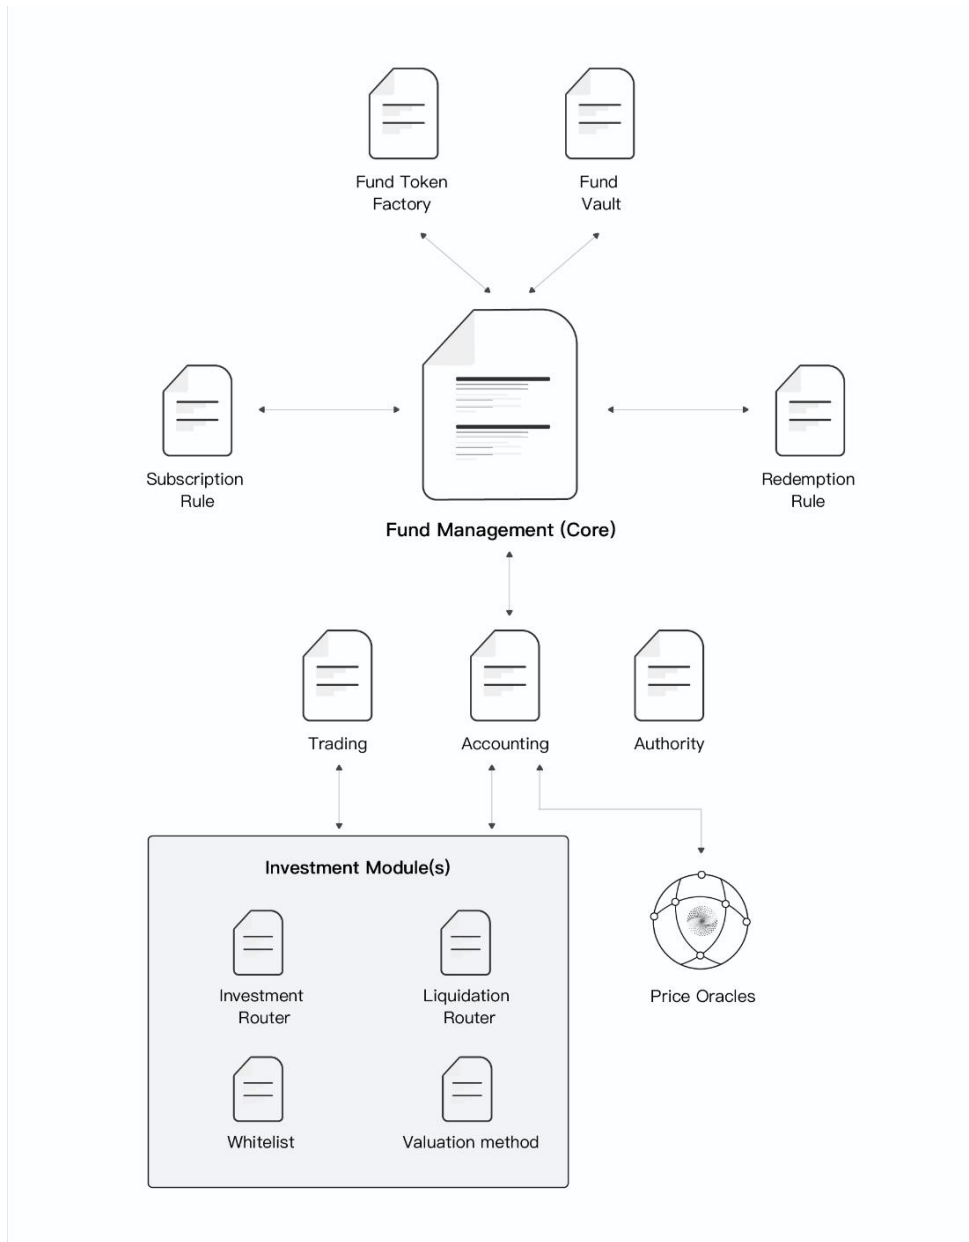 Fund Token
Factory
Fund
Vault
Subscription
Rule
Redemption
Rule
Fund Management (Core)
Trading
Accounting
Authority
Investment Module(s)
Investment
Router
Liquidation
Router
Price Oracles
Whitelist
Valuation method